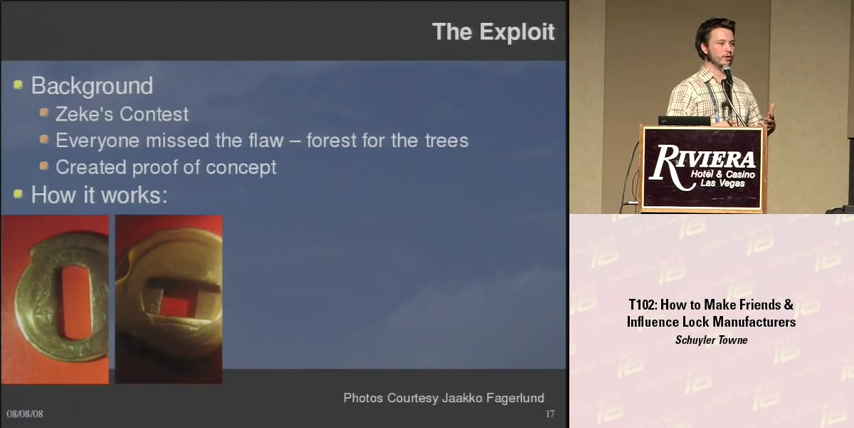 The Exploit
Background
Zeke's Contest
Everyone missed the flaw – forest for the trees
Created proof of concept
How it works:
Photos Courtesy Jaakko Fagerlund
08/08/08
17
RIVIERA
Hotel & Casino
Las Vegas
T102: How to Make Friends &
Influence Lock Manufacturers
Schuyler Towne